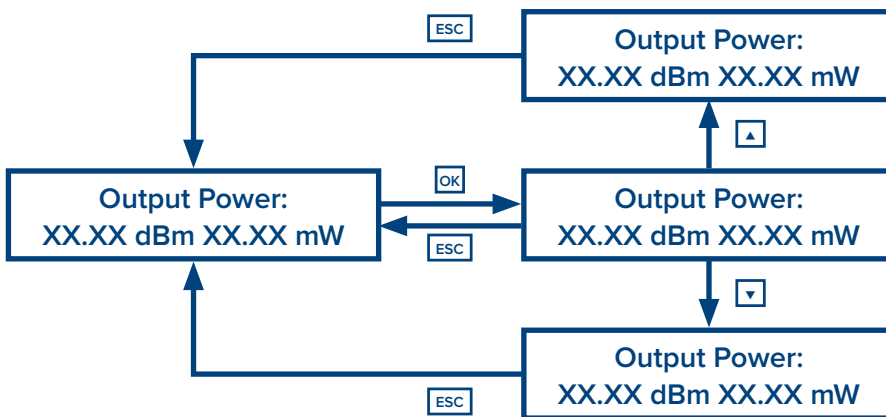 ESC
Output Power:
XX.XX dBm XX.XX mW
▲
Output Power:
XX.XX dBm XX.XX mW
OK
ESC
Output Power:
XX.XX dBm XX.XX mW
▼
Output Power:
XX.XX dBm XX.XX mW
ESC